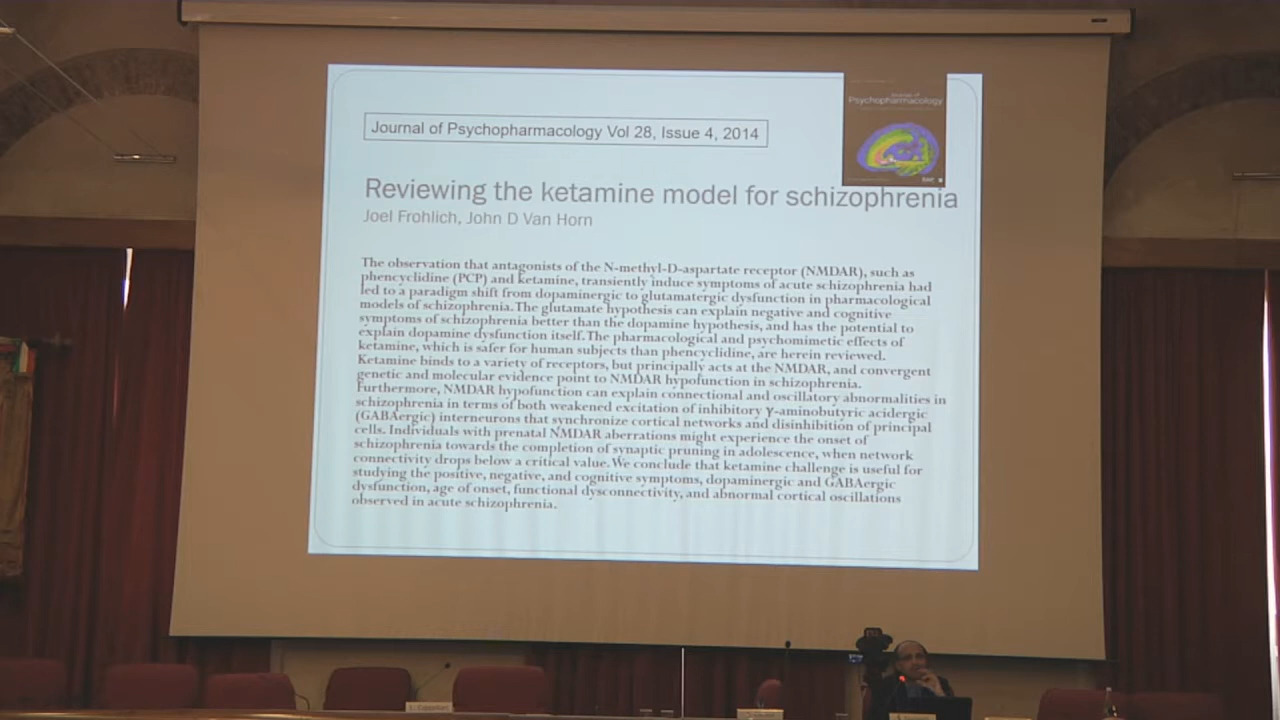 Journal of
Psychopharmacology
Journal of Psychopharmacology Vol 28, Issue 4, 2014
Reviewing the ketamine model for schizophrenia
Joel Frohlich, John D Van Horn
The observation that antagonists of the N-methyl-D-aspartate receptor (NMDAR), such as
phencyclidine (PCP) and ketamine, transiently induce symptoms of acute schizophrenia had
led to a paradigm shift from dopaminergic to glutamatergic dysfunction in pharmacological
models of schizophrenia. The glutamate hypothesis can explain negative and cognitive
symptoms of schizophrenia better than the dopamine hypothesis, and has the potential to
explain dopamine dysfunction itself. The pharmacological and psychomimetic effects of
ketamine, which is safer for human subjects than phencyclidine, are herein reviewed.
Ketamine binds to a variety of receptors, but principally acts at the NMDAR, and convergent
genetic and molecular evidence point to NMDAR hypofunction in schizophrenia.
Furthermore, NMDAR hypofunction can explain connectional and oscillatory abnormalities in
schizophrenia in terms of both weakened excitation of inhibitory γ-aminobutyric acidergic
(GABAergic) interneurons that synchronize cortical networks and disinhibition of principal
cells. Individuals with prenatal NMDAR aberrations might experience the onset of
schizophrenia towards the completion of synaptic pruning in adolescence, when network
connectivity drops below a critical value. We conclude that ketamine challenge is useful for
studying the positive, negative, and cognitive symptoms, dopaminergic and GABAergic
dysfunction, age of onset, functional dysconnectivity, and abnormal cortical oscillations
observed in acute schizophrenia.